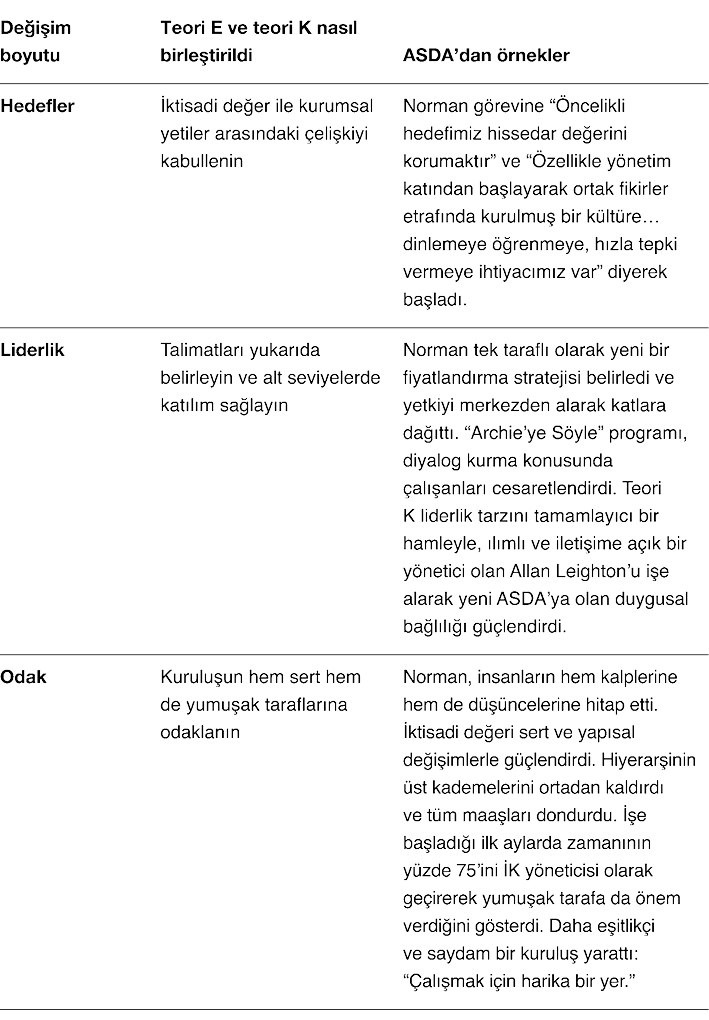 Değişim boyutu
Teori E ve teori K nasıl birleştirildi
ASDA’dan örnekler
Hedefler
İktisadi değer ile kurumsal
yetiler arasındaki çelişkiyi
kabullenin
Norman görevine “Öncelikli
hedefimiz hissedar değerini
korumaktır” ve “Özellikle yönetim
katından başlayarak ortak fikirler
etrafında kurulmuş bir kültüre…
dinlemeye öğrenmeye, hızla tepki
vermeye ihtiyacımız var” diyerek
başladı.
Liderlik
Talimatları yukarıda
belirleyin ve alt seviyelerde
katılım sağlayın
Norman tek taraflı olarak yeni bir
fiyatlandırma stratejisi belirledi ve
yetkiyi merkezden alarak katlara
dağıttı. “Archie’ye Söyle” programı,
diyalog kurma konusunda
çalışanları cesaretlendirdi. Teori
K liderlik tarzını tamamlayıcı bir
hamleyle, ılımlı ve iletişime açık bir
yönetici olan Allan Leighton’u işe
alarak yeni ASDA’ya olan duygusal
bağlılığı güçlendirdi.
Odak
Kuruluşun hem sert hem
de yumuşak taraflarına
odaklanın
Norman, insanların hem kalplerine
hem de düşüncelerine hitap etti.
İktisadi değeri sert ve yapısal
değişimlerle güçlendirdi. Hiyerarşinin
üst kademelerini ortadan kaldırdı
ve tüm maaşları dondurdu. İşe
başladığı ilk aylarda zamanının
yüzde 75’ini İK yöneticisi olarak
geçirerek yumuşak tarafa da önem
verdiğini gösterdi. Daha eşitlikçi
ve saydam bir kuruluş yarattı:
“Çalışmak için harika bir yer.”